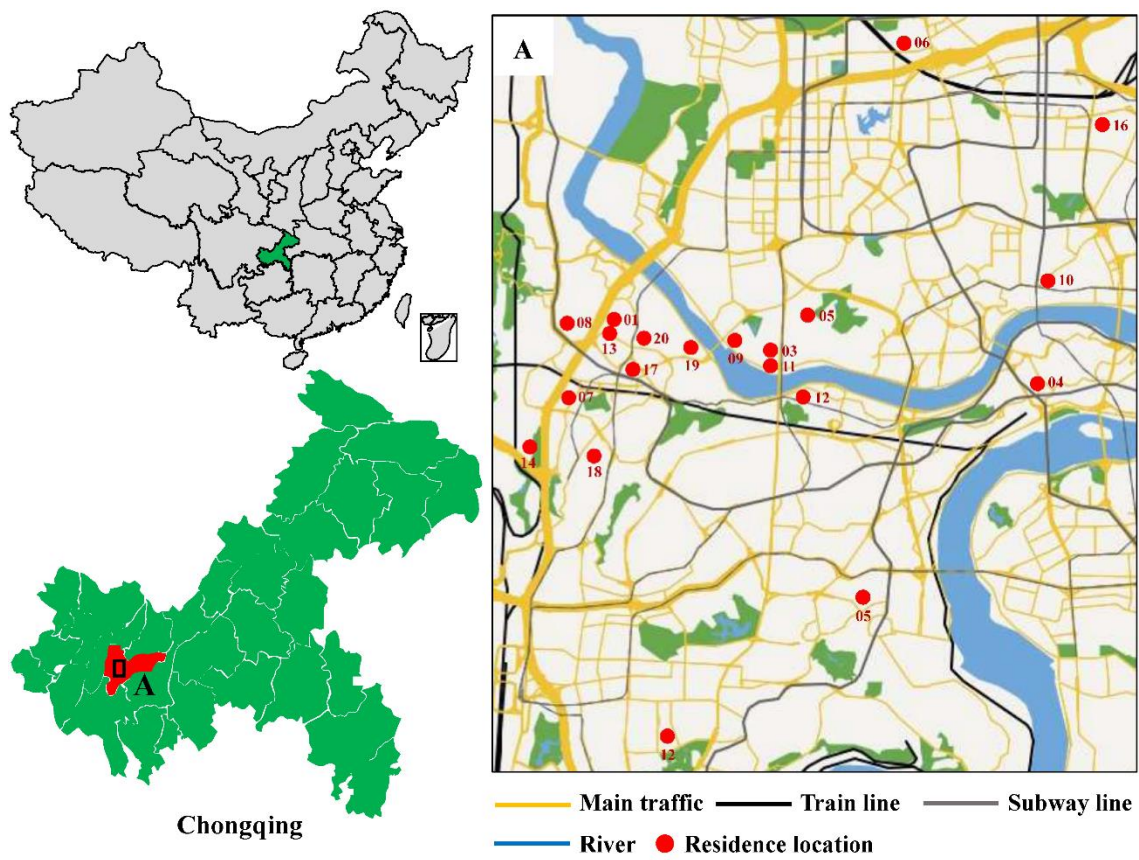 A
06
16
10
05
01
08
13
20
09
03
19
11
17
04
07
12
14
18
05
12
A
Chongqing
Main traffic
Train line
Subway line
River
Residence location